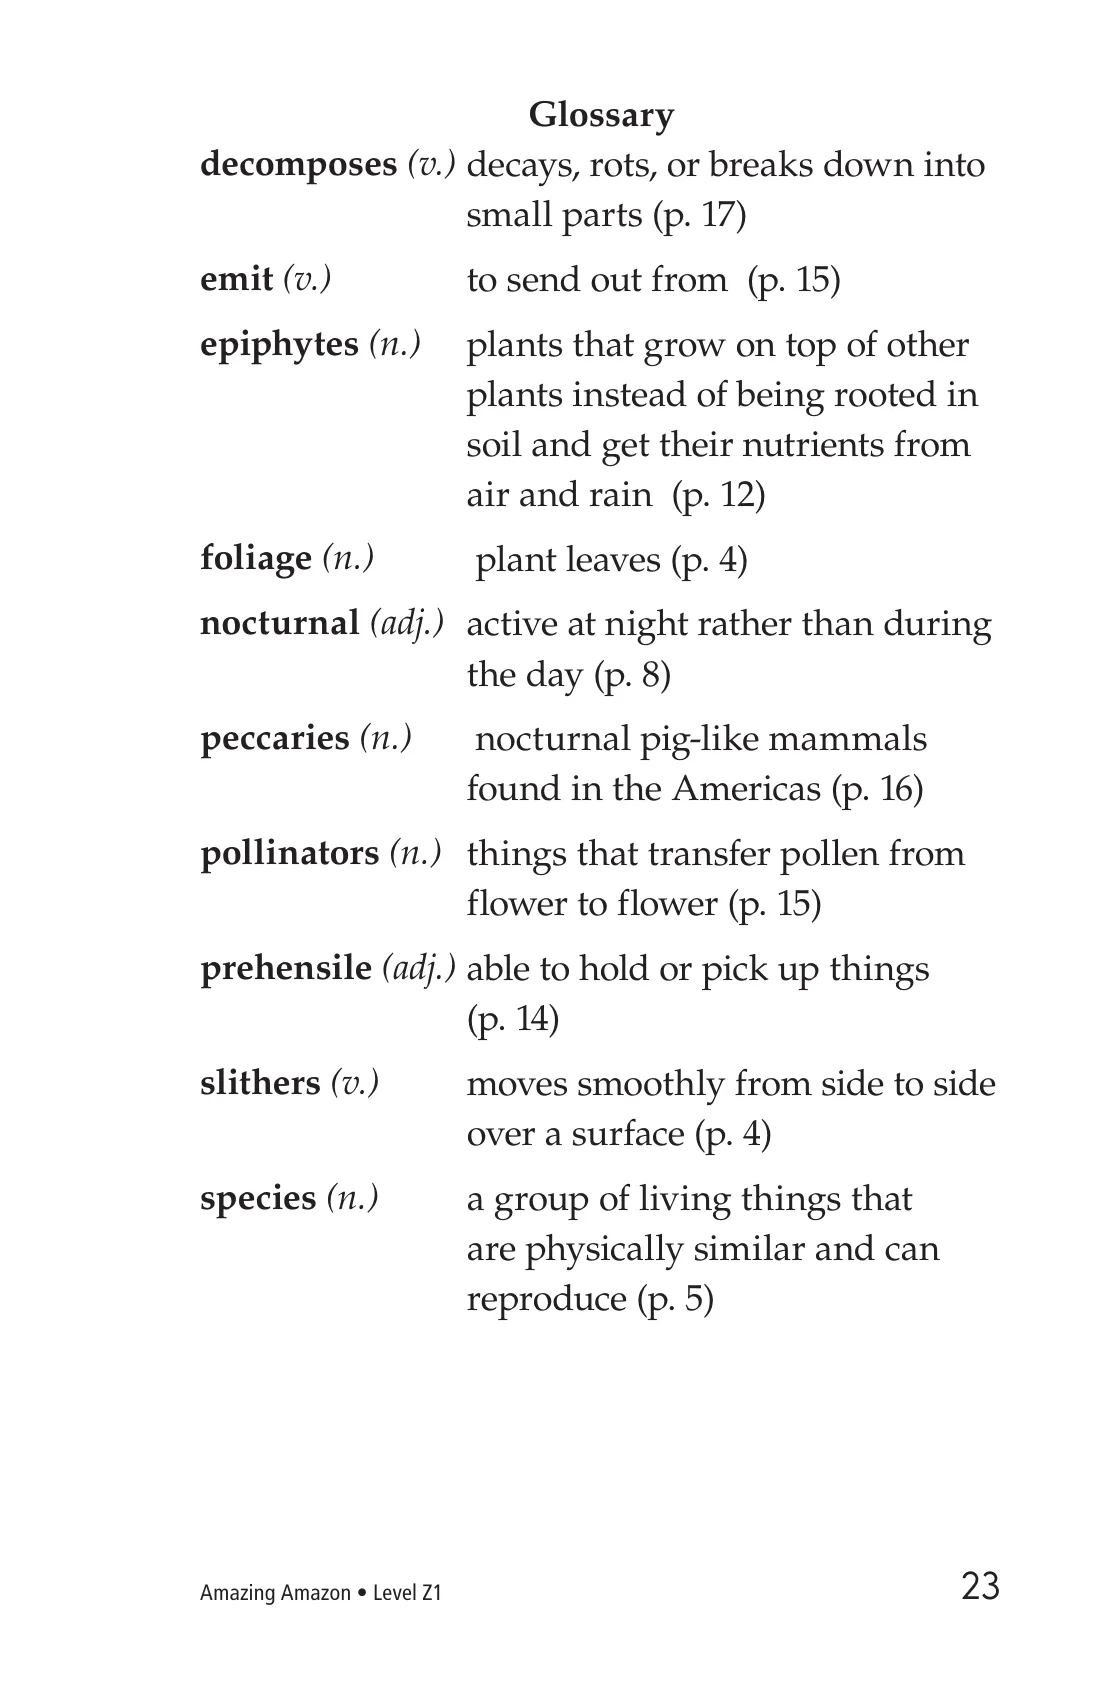 Glossary
decomposes (v.) decays, rots, or breaks down into
small parts (p. 17)
emit (v.) to send out from (p. 15)
epiphytes (n.) plants that grow on top of other
plants instead of being rooted in
soil and get their nutrients from
air and rain (p. 12)
foliage (n.) plant leaves (p. 4)
nocturnal (adj.) active at night rather than during
the day (p. 8)
peccaries (n.) nocturnal pig-like mammals
found in the Americas (p. 16)
pollinators (n.) things that transfer pollen from
flower to flower (p. 15)
prehensile (adj.) able to hold or pick up things
(p. 14)
slithers (v.) moves smoothly from side to side
over a surface (p. 4)
species (n.) a group of living things that
are physically similar and can
reproduce (p. 5)
Amazing Amazon • Level Z1 23